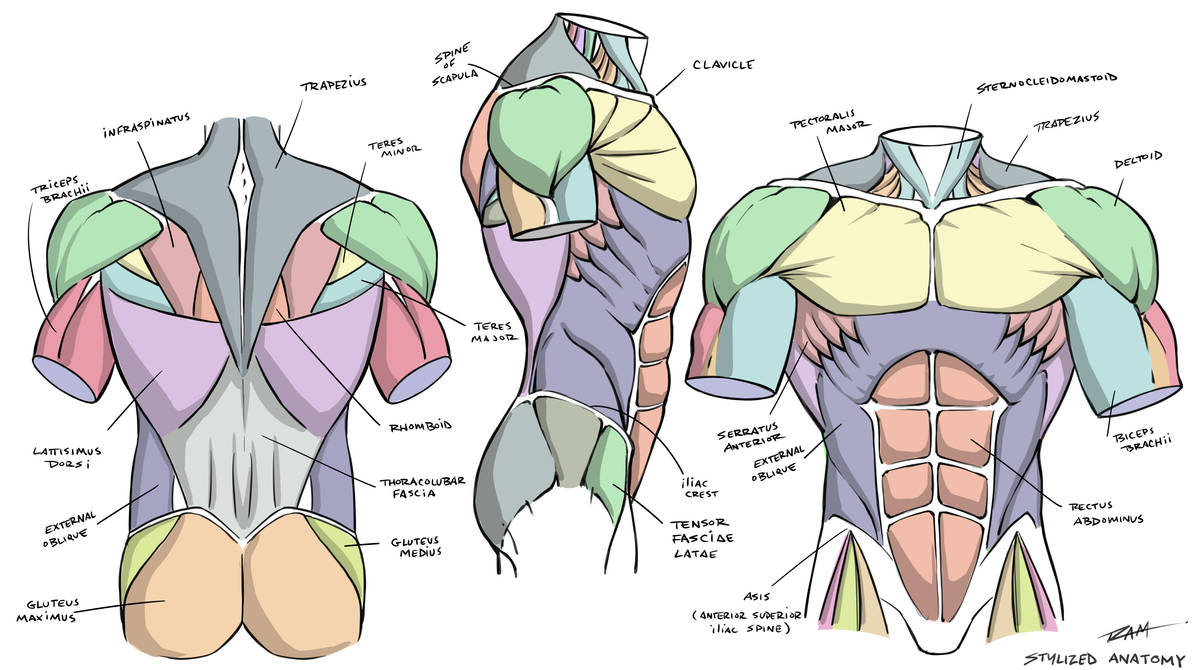 TRAPEZIUS
INFRASPINATUS
TERES
MINOR
TRICEPS
BRACHII
TERES
MAJOR
RHOMBOID
LATTISIMUS
DORSI
THORACOLUBAR
FASCIA
EXTERNAL
OBLIQUE
GLUTEUS
MEDIUS
GLUTEUS
MAXIMUS
SPINE
OF
SCAPULA
CLAVICLE
ILIAC
CREST
TENSOR
FASCIAE
LATAE
STERNOCLEIDOMASTOID
PECTORALIS
MAJOR
TRAPEZIUS
DELTOID
SERRATUS
ANTERIOR
EXTERNAL
OBLIQUE
BICEPS
BRACHII
RECTUS
ABDOMINUS
ASIS
(ANTERIOR SUPERIOR
ILIAC SPINE)
RAM
STYLIZED ANATOMY